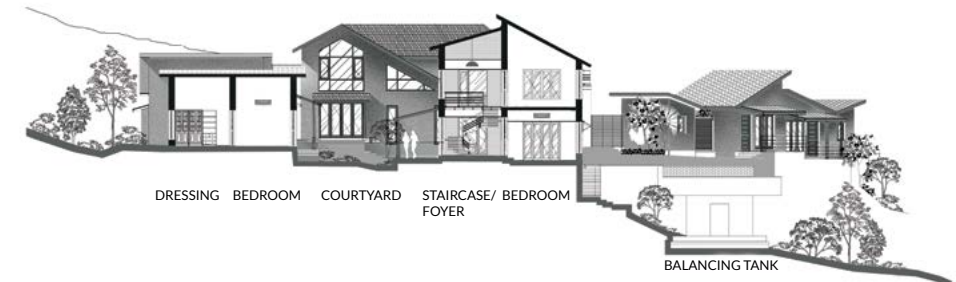 DRESSING BEDROOM COURTYARD STAIRCASE/ BEDROOM
FOYER
BALANCING TANK